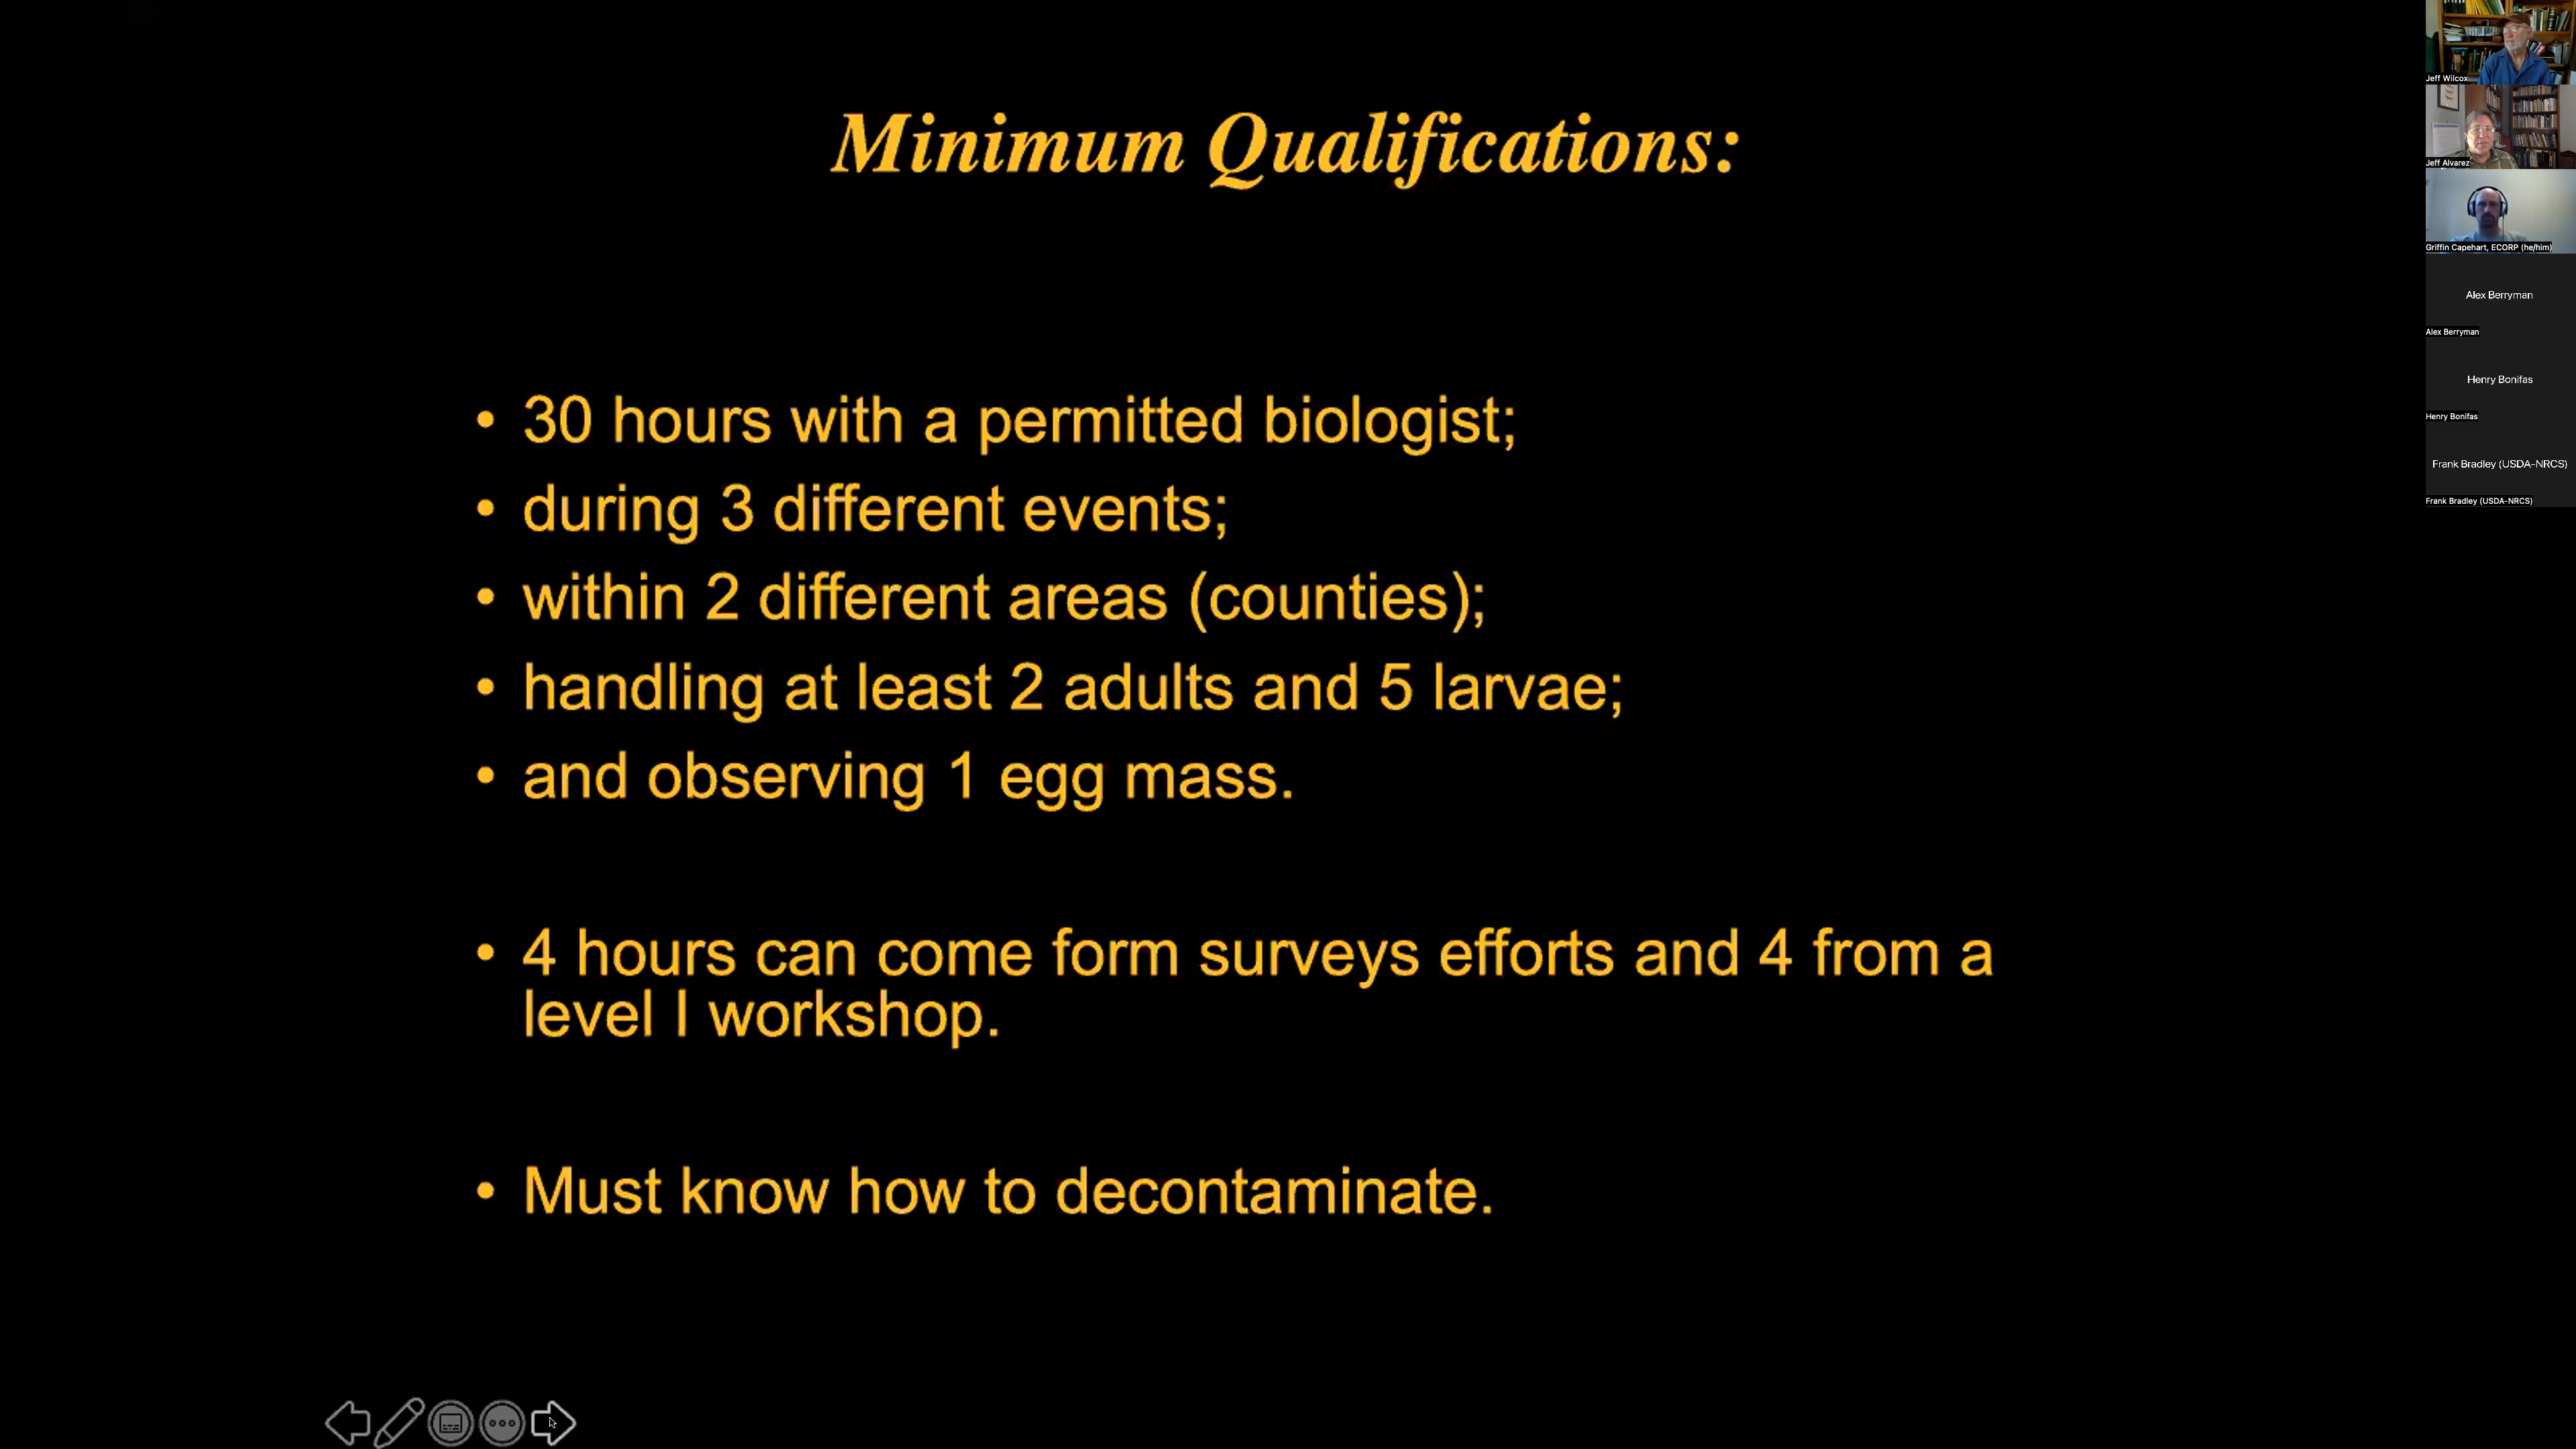 Minimum Qualifications:
• 30 hours with a permitted biologist;
• during 3 different events;
• within 2 different areas (counties);
• handling at least 2 adults and 5 larvae;
• and observing 1 egg mass.
• 4 hours can come form surveys efforts and 4 from a
level I workshop.
• Must know how to decontaminate.
Jeff Wilcox
Jeff Alvarez
Griffin Capehart, ECORP (he/him)
Alex Berryman
Alex Berryman
Henry Bonifas
Henry Bonifas
Frank Bradley (USDA-NRCS)
Frank Bradley (USDA-NRCS)